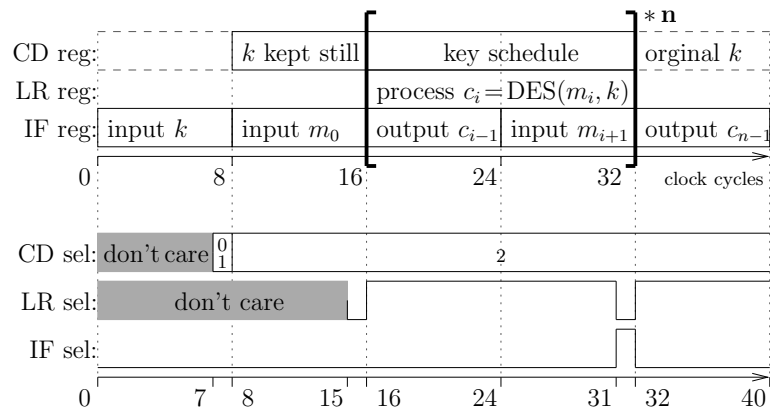 * n
CD reg: k kept still key schedule orginal k
LR reg: process c_i=DES(m_i, k)
IF reg: input k input m_0 output c_{i−1} input m_{i+1} output c_{n−1}
0 8 16 24 32 clock cycles
CD sel: don't care 0 1 2
LR sel: don't care
IF sel:
0 7 8 15 16 24 31 32 40